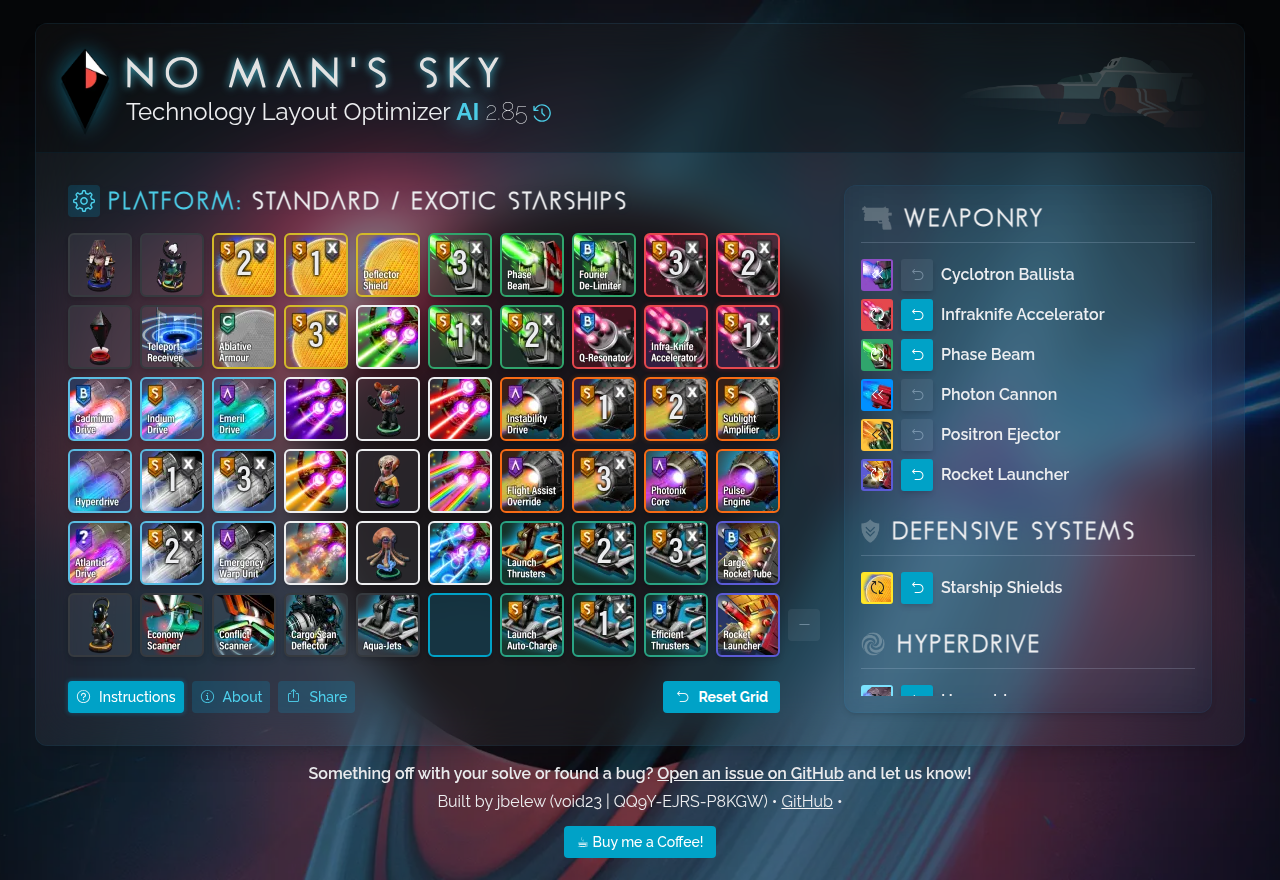 NO MAN'S SKY
Technology Layout Optimizer AI 2.85
PLATFORM: STANDARD / EXOTIC STARSHIPS
S 2 X
S 1 X
Deflector Shield
S 3 X
Phase Beam
B Fourier De-Limiter
S 3 X
S 2 X
Teleport Receiver
C Ablative Armour
S 3 X
S 1 X
S 2 X
B Q-Resonator
Infra-Knife Accelerator
S 1 X
B Cadmium Drive
S Indium Drive
A Emeril Drive
A Instability Drive
S 1 X
S 2 X
S Sublight Amplifier
Hyperdrive
S 1 X
S 3 X
A Flight Assist Override
S 3 X
A Photonix Core
Pulse Engine
? Atlantid Drive
S 2 X
A Emergency Warp Unit
Launch Thrusters
S 2 X
S 3 X
B Large Rocket Tube
Economy Scanner
Conflict Scanner
Cargo Scan Deflector
Aqua-Jets
S Launch Auto-Charge
S 1 X
B Efficient Thrusters
Rocket Launcher
Instructions
About
Share
Reset Grid
WEAPONRY
Cyclotron Ballista
Infraknife Accelerator
Phase Beam
Photon Cannon
Positron Ejector
Rocket Launcher
DEFENSIVE SYSTEMS
Starship Shields
HYPERDRIVE
Something off with your solve or found a bug? Open an issue on GitHub and let us know!
Built by jbelew (void23 | QQ9Y-EJRS-P8KGW) • GitHub •
Buy me a Coffee!